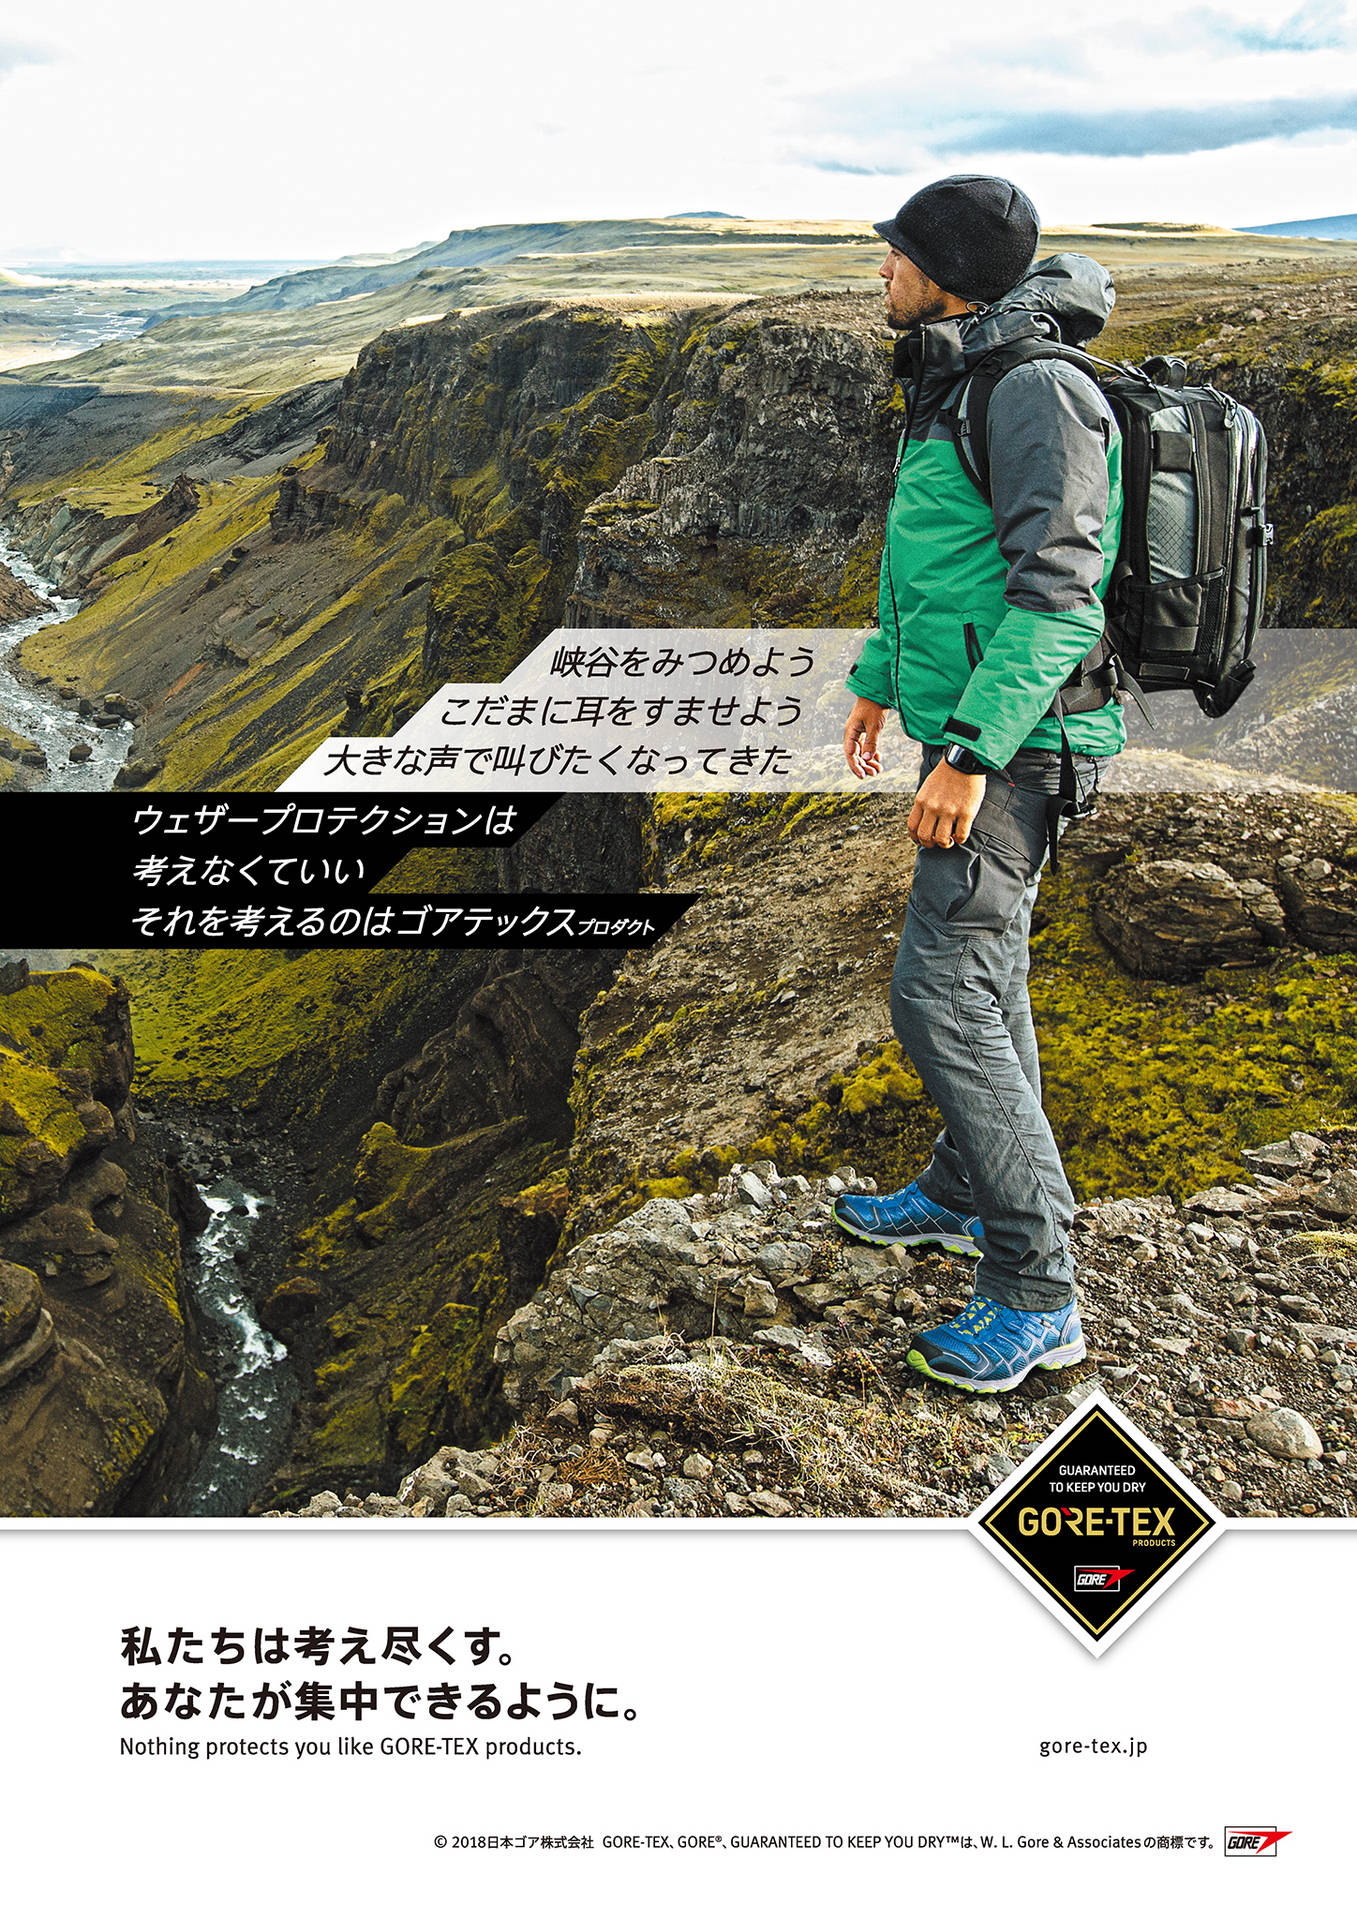 峡谷をみつめよう
こだまに耳をすませよう
大きな声で叫びたくなってきた
ウェザープロテクションは
考えなくていい
それを考えるのはゴアテックスプロダクト
GUARANTEED
TO KEEP YOU DRY
GORE-TEX
PRODUCTS
GORE
私たちは考え尽くす。
あなたが集中できるように。
Nothing protects you like GORE-TEX products.
gore-tex.jp
© 2018日本ゴア株式会社 GORE-TEX、GORE®、GUARANTEED TO KEEP YOU DRY™は、W. L. Gore & Associatesの商標です。 GORE